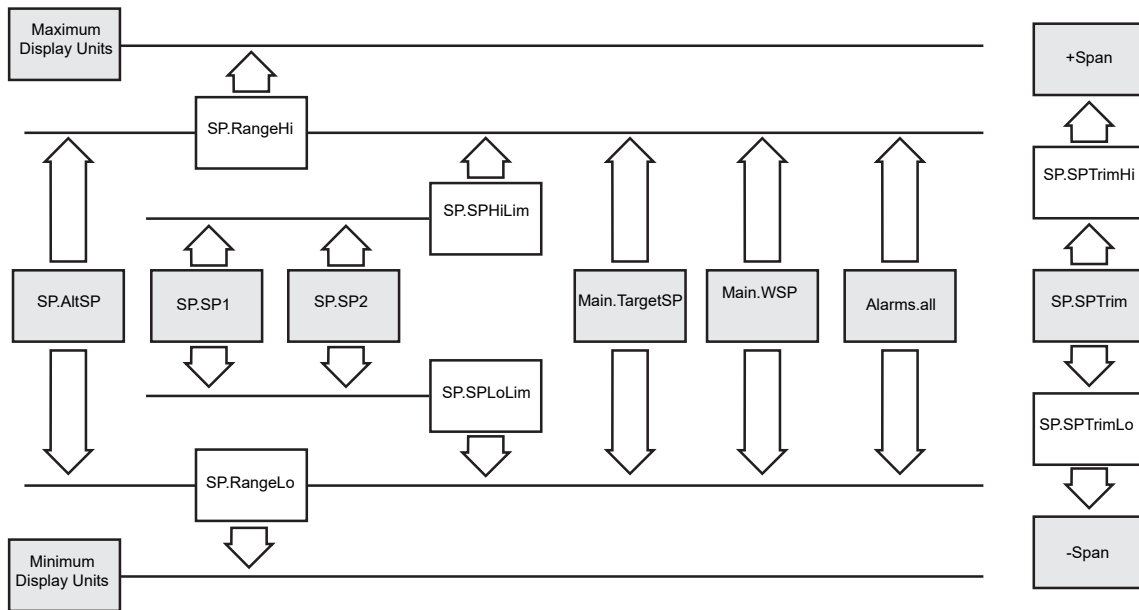 Maximum
Display Units
+Span
SP.RangeHi
SP.SPTrimHi
SP.SPHiLim
SP.AltSP
SP.SP1
SP.SP2
Main.TargetSP
Main.WSP
Alarms.all
SP.SPTrim
SP.SPLoLim
SP.SPTrimLo
SP.RangeLo
Minimum
Display Units
-Span